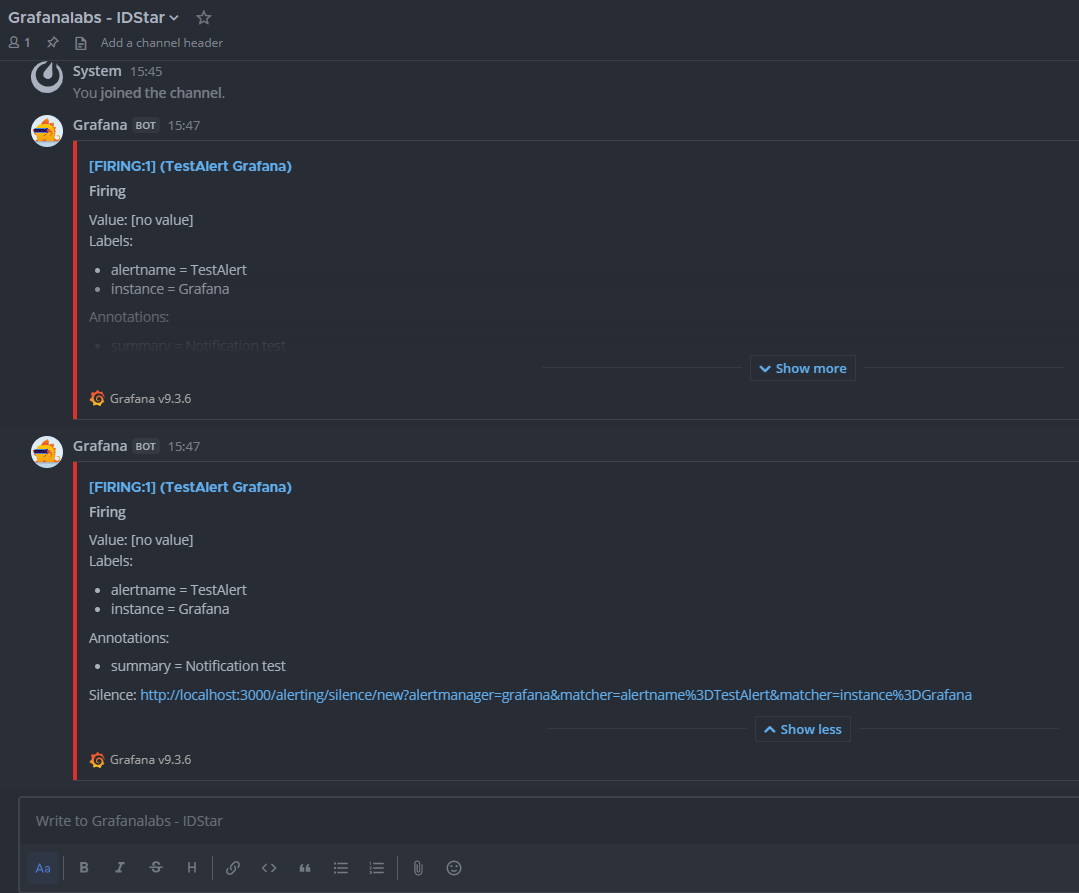 Grafanalabs - IDStar
1
Add a channel header
System 15:45
You joined the channel.
Grafana BOT 15:47
[FIRING:1] (TestAlert Grafana)
Firing
Value: [no value]
Labels:
• alertname = TestAlert
• instance = Grafana
Annotations:
• summary = Notification test
Show more
Grafana v9.3.6
Grafana BOT 15:47
[FIRING:1] (TestAlert Grafana)
Firing
Value: [no value]
Labels:
• alertname = TestAlert
• instance = Grafana
Annotations:
• summary = Notification test
Silence: http://localhost:3000/alerting/silence/new?alertmanager=grafana&matcher=alertname%3DTestAlert&matcher=instance%3DGrafana
Show less
Grafana v9.3.6
Write to Grafanalabs - IDStar
Aa B I S H